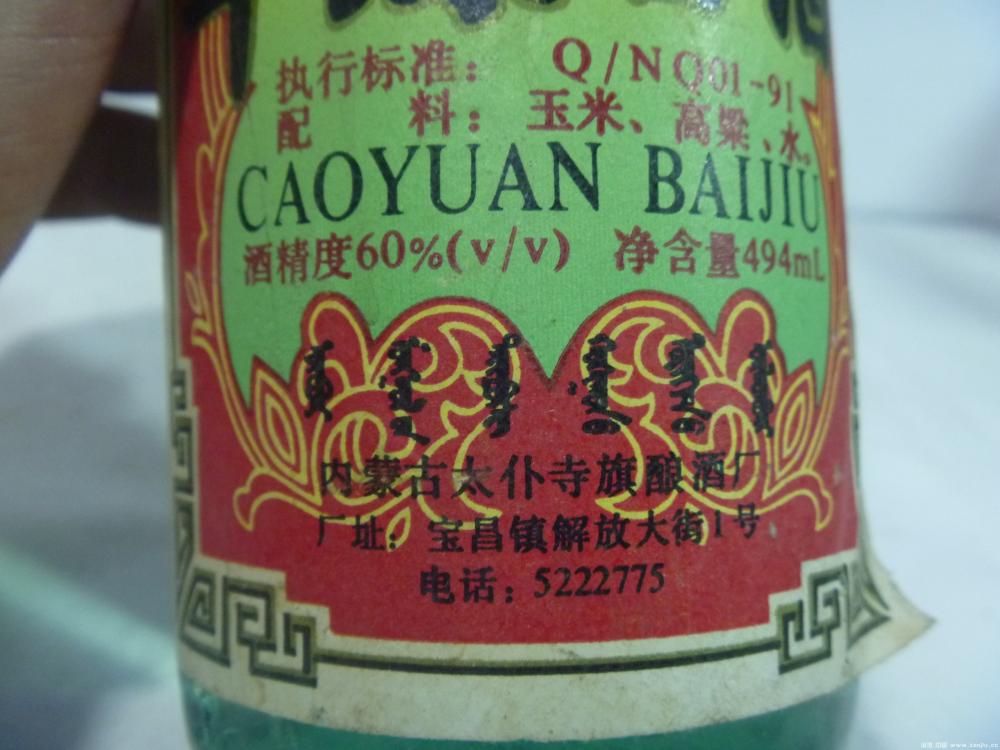 执行标准: Q/NQ01-91
配 料: 玉米、高粱、水。
CAOYUAN BAIJIU
酒精度60%(v/v) 净含量494mL
内蒙古太仆寺旗酿酒厂
厂址: 宝昌镇解放大街1号
电话: 5222775